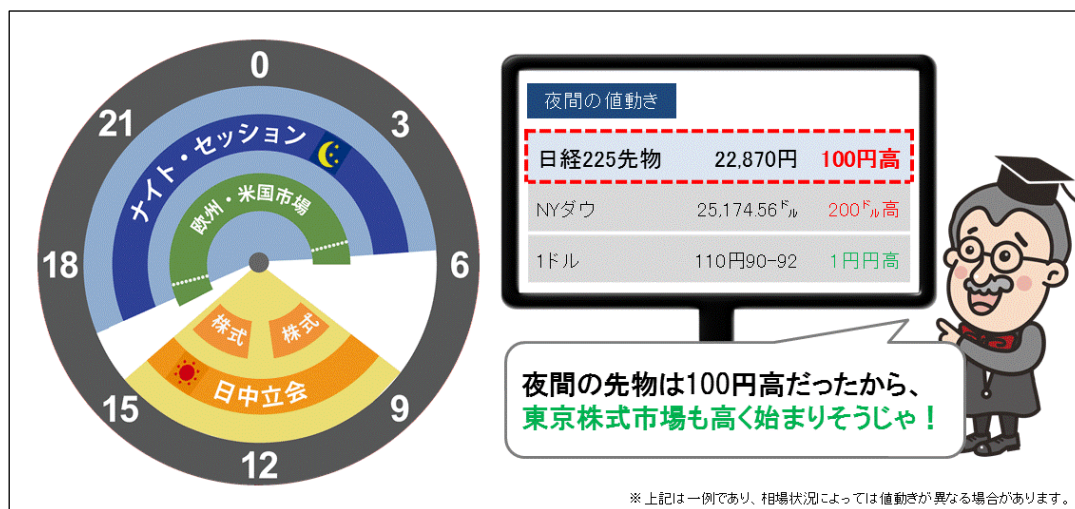 0
3
6
9
12
15
18
21
ナイト・セッション
欧州・米国市場
株式
株式
日中立会
夜間の値動き
日経225先物 22,870円 100円高
NYダウ 25,174.56㌦ 200㌦高
1ドル 110円90-92 1円円高
夜間の先物は100円高だったから、
東京株式市場も高く始まりそうじゃ！
※上記は一例であり、相場状況によっては値動きが異なる場合があります。